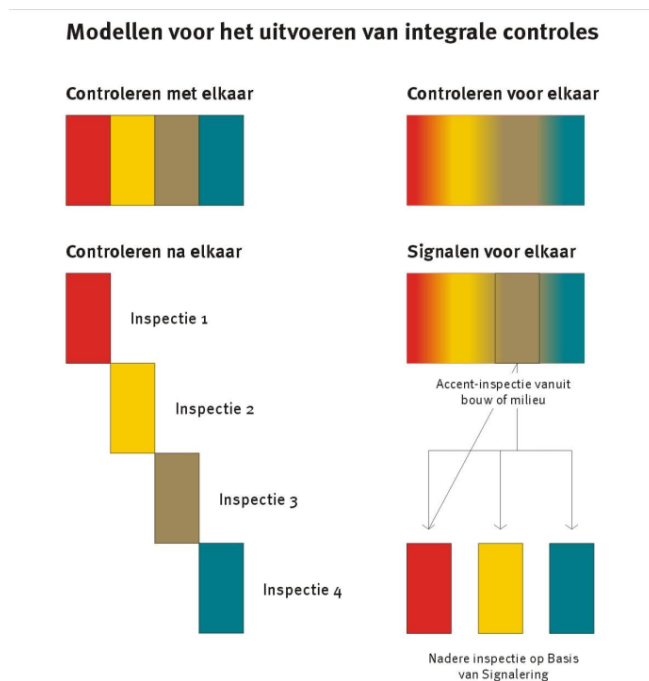 Modellen voor het uitvoeren van integrale controles
Controleren met elkaar
Controleren voor elkaar
Controleren na elkaar
Inspectie 1
Inspectie 2
Inspectie 3
Inspectie 4
Signalen voor elkaar
Accent-inspectie vanuit
bouw of milieu
Nadere inspectie op Basis
van Signalering